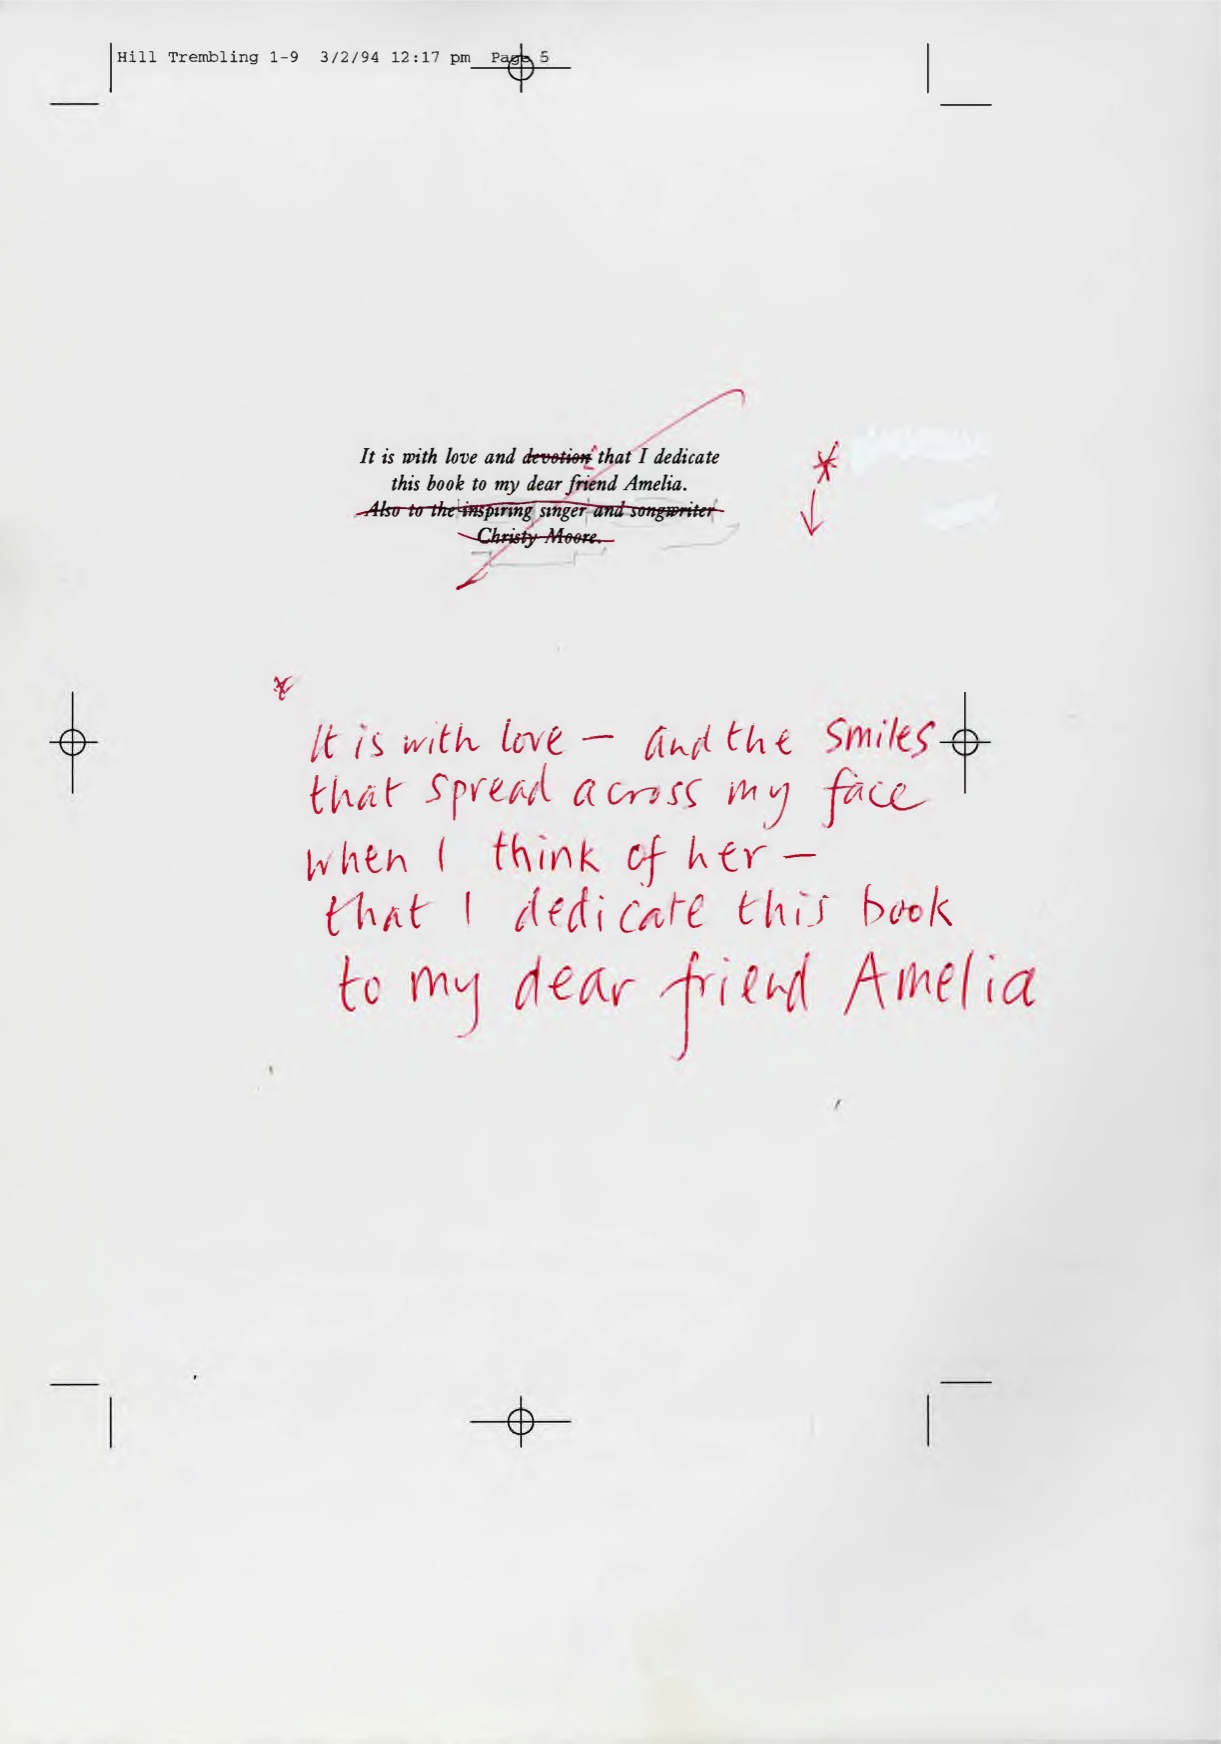 Hill Trembling 1-9 3/2/94 12:17 pm Page 5
It is with love and devotion that I dedicate
this book to my dear friend Amelia.
Also to the inspiring singer and songwriter
Christy Moore.
*
*
It is with love – and the smiles
that spread across my face
when I think of her –
that I dedicate this book
to my dear friend Amelia